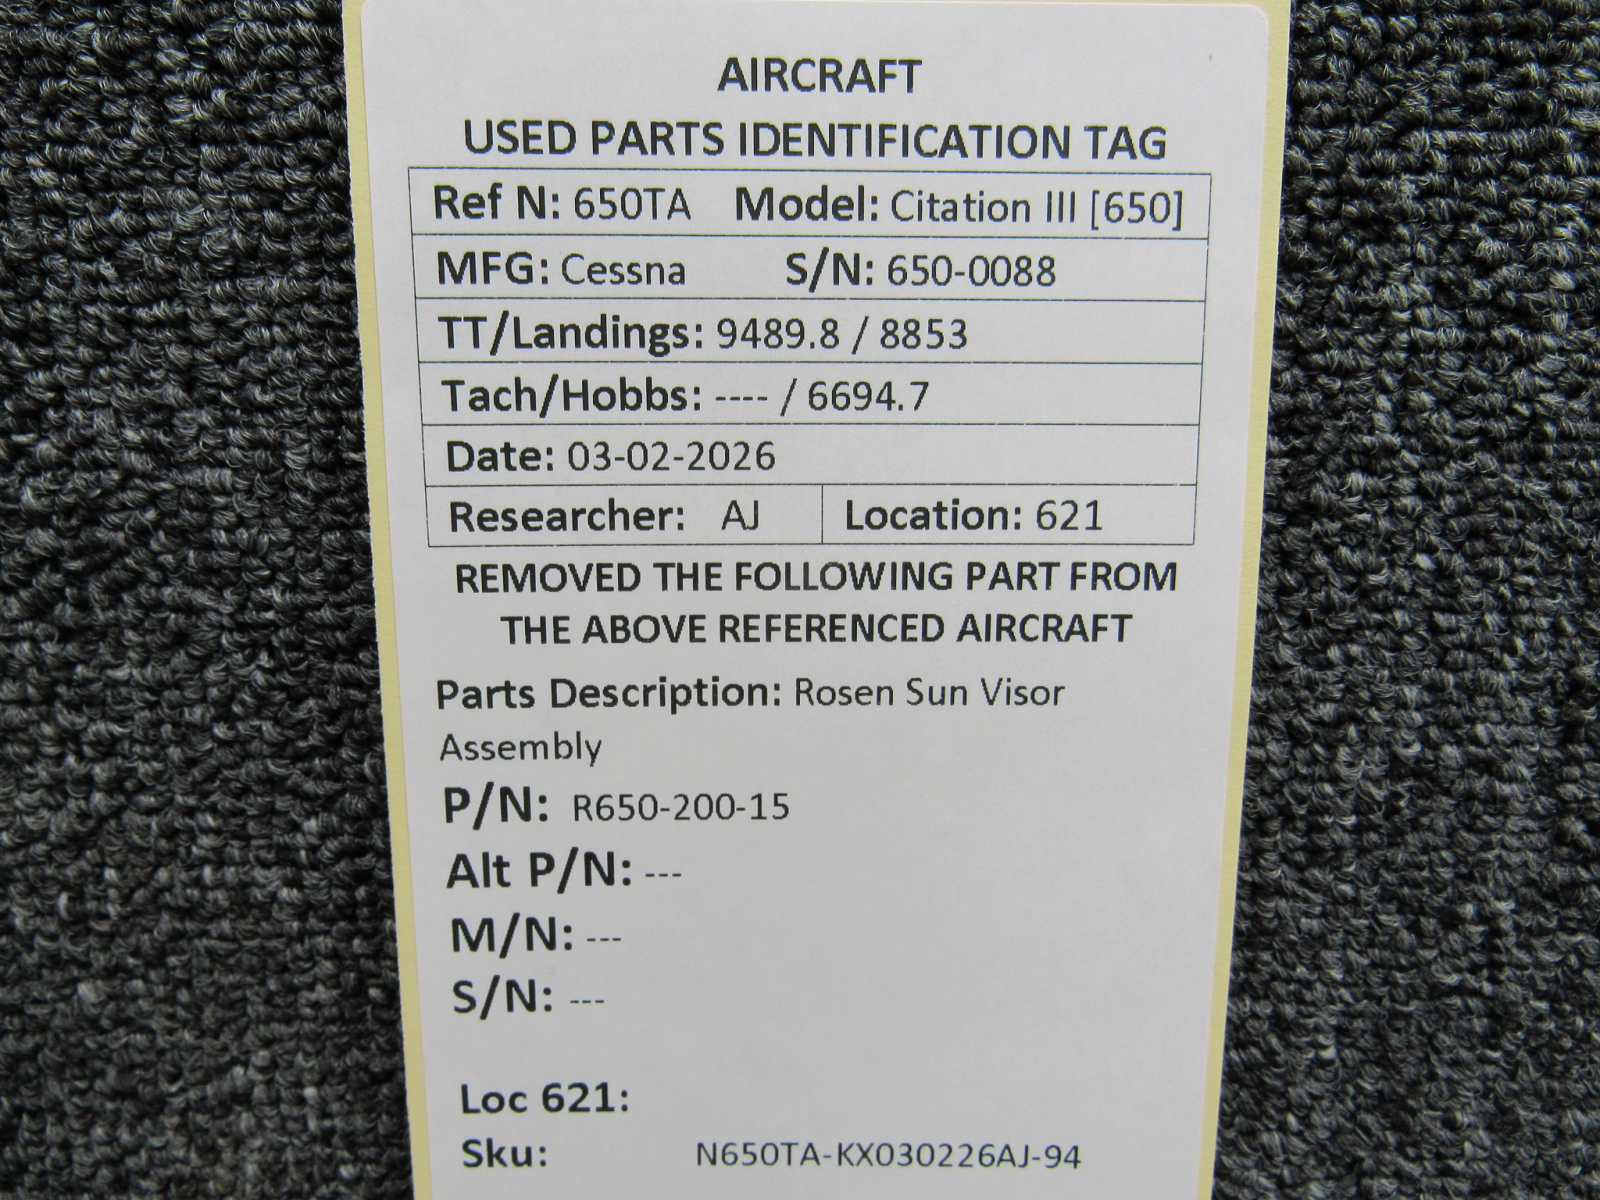 AIRCRAFT
USED PARTS IDENTIFICATION TAG
Ref N: 650TA Model: Citation III [650]
MFG: Cessna S/N: 650-0088
TT/Landings: 9489.8 / 8853
Tach/Hobbs: ---- / 6694.7
Date: 03-02-2026
Researcher: AJ Location: 621
REMOVED THE FOLLOWING PART FROM
THE ABOVE REFERENCED AIRCRAFT
Parts Description: Rosen Sun Visor
Assembly
P/N: R650-200-15
Alt P/N: ---
M/N: ---
S/N: ---
Loc 621:
Sku: N650TA-KX030226AJ-94